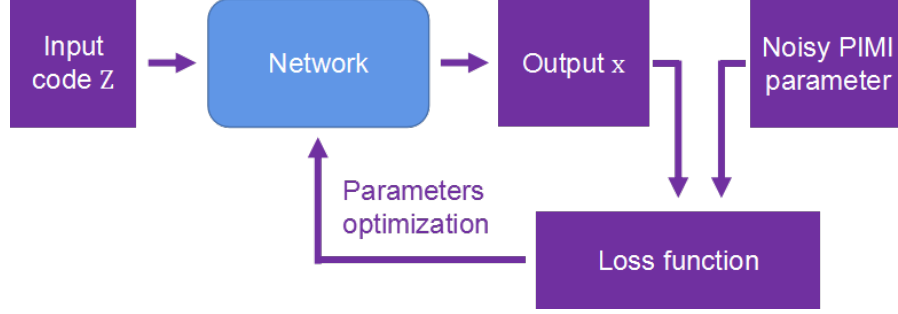 Input
code Z
Network
Output x
Noisy PIMI
parameter
Parameters
optimization
Loss function